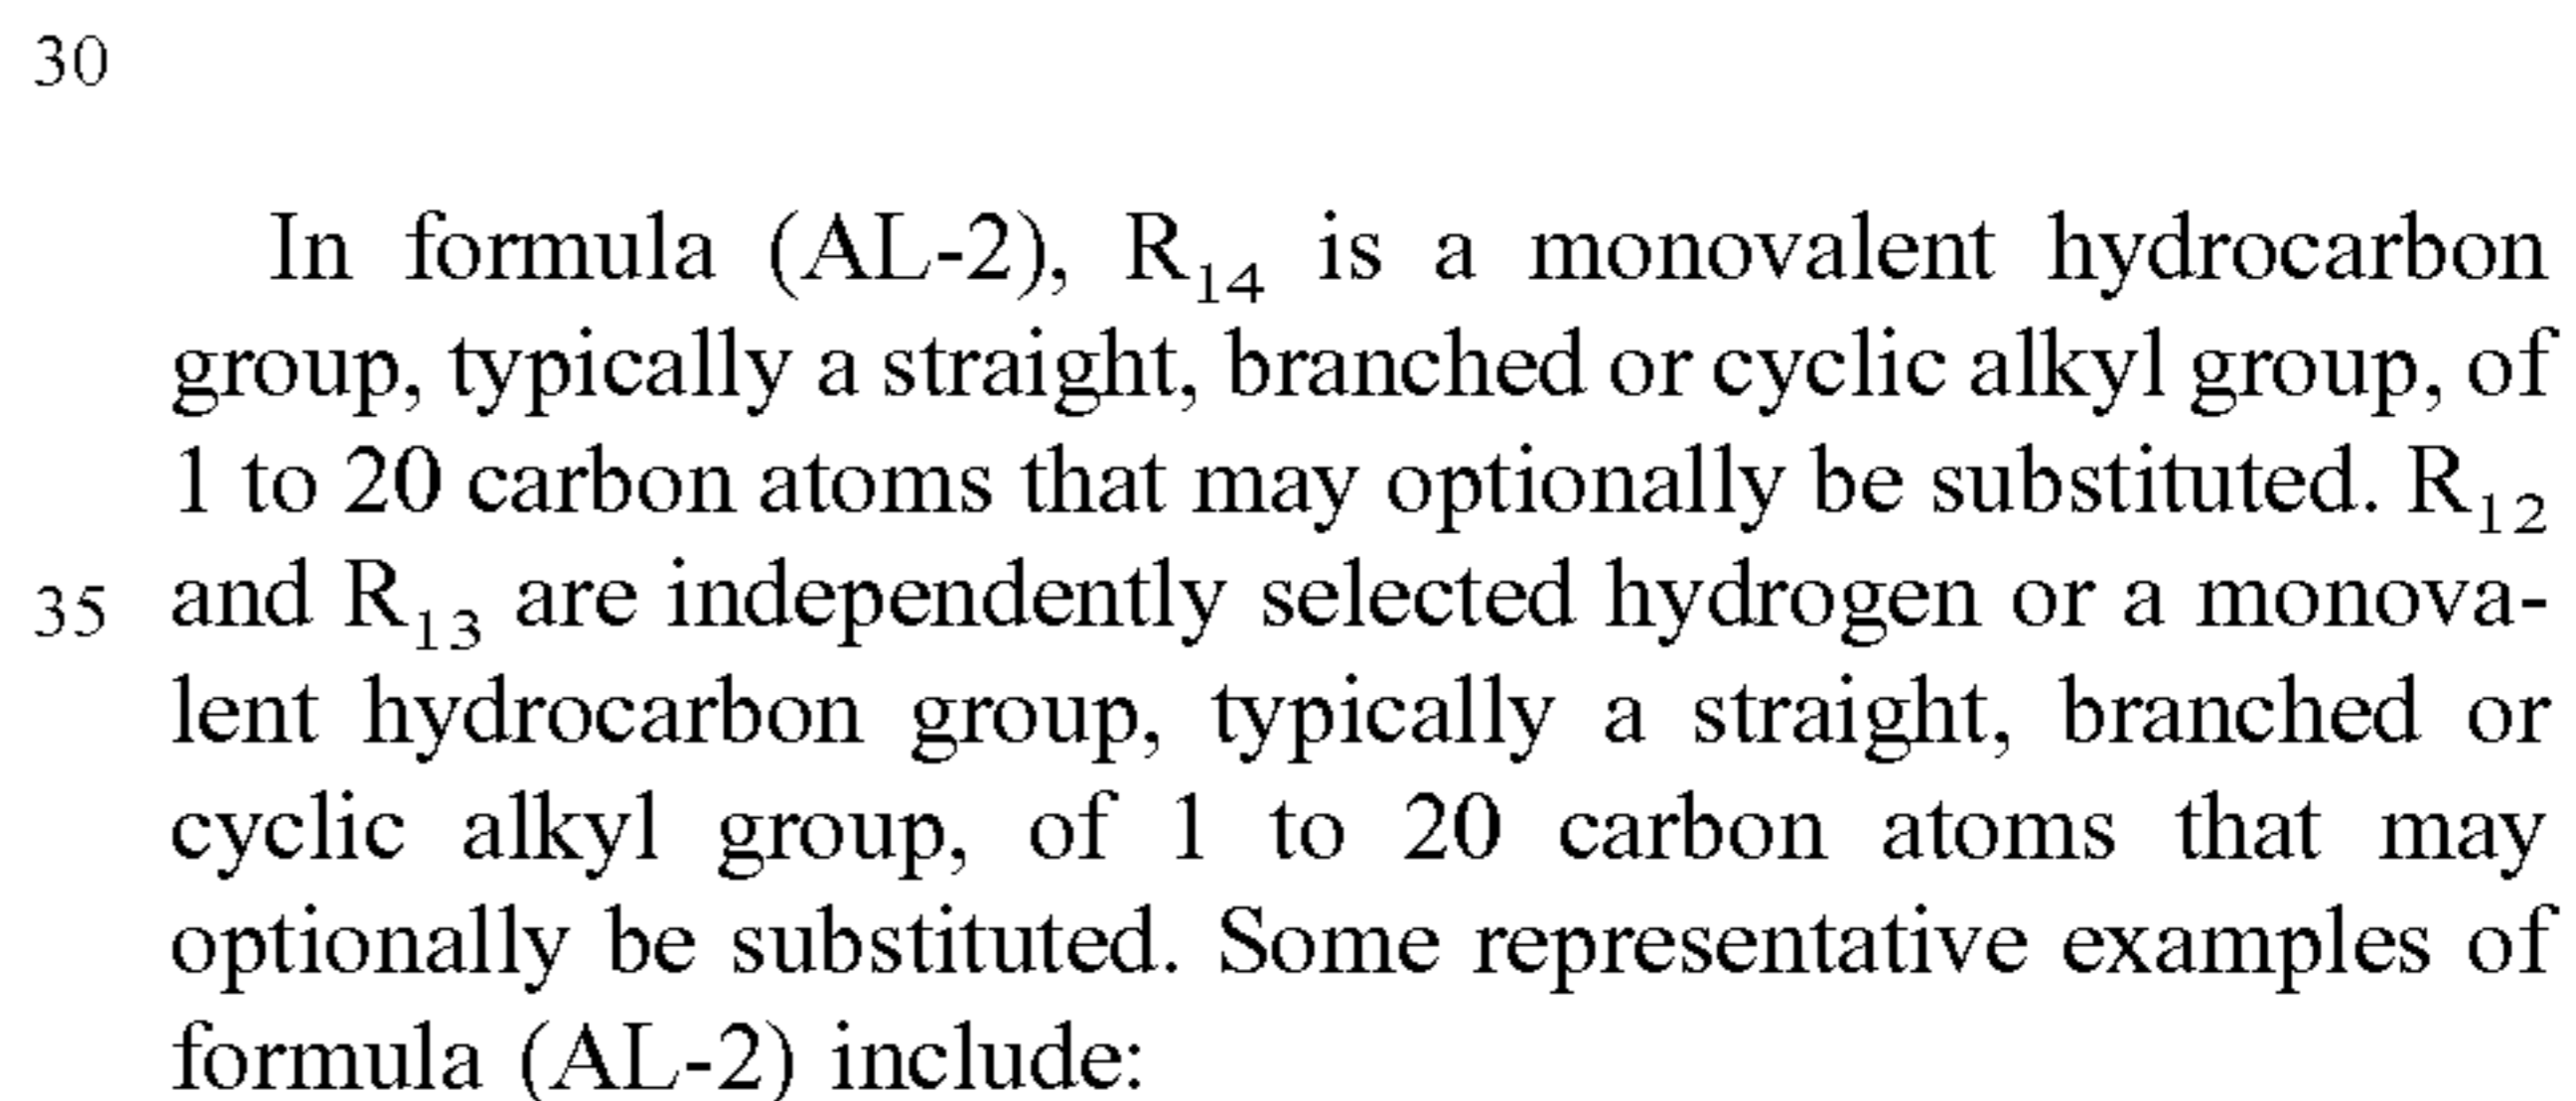 30
In formula (AL-2), R₁₄ is a monovalent hydrocarbon
group, typically a straight, branched or cyclic alkyl group, of
1 to 20 carbon atoms that may optionally be substituted. R₁₂
35 and R₁₃ are independently selected hydrogen or a monova-
lent hydrocarbon group, typically a straight, branched or
cyclic alkyl group, of 1 to 20 carbon atoms that may
optionally be substituted. Some representative examples of
formula (AL-2) include: